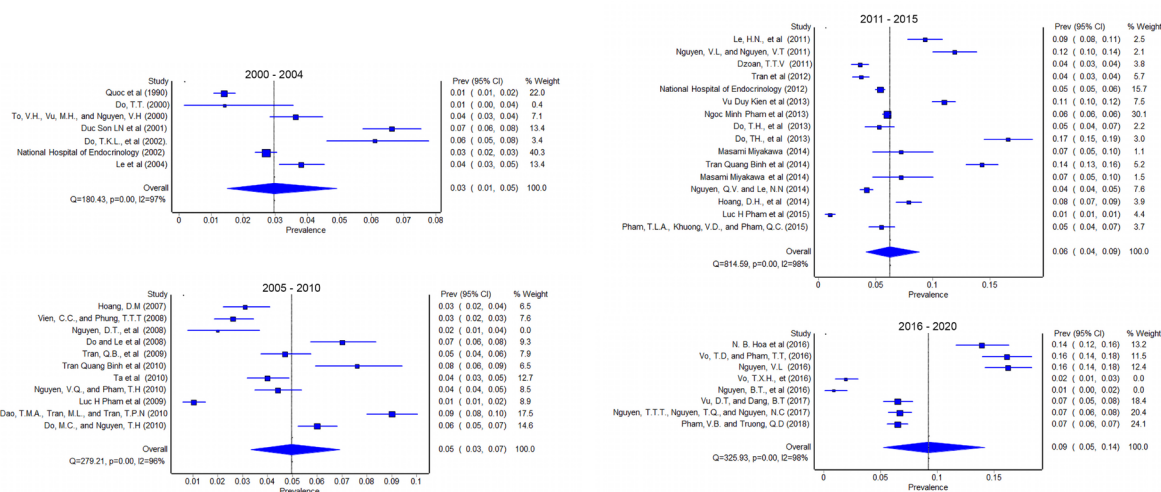 2000 - 2004
Study Prev (95% CI) % Weight
Quoc et al (1990) 0.01 ( 0.01, 0.02) 22.0
Do, T.T. (2000) 0.01 ( 0.00, 0.04) 0.4
To, V.H., Vu, M.H., and Nguyen, V.H (2000) 0.04 ( 0.03, 0.04) 7.1
Duc Son LN et al (2001) 0.07 ( 0.06, 0.08) 13.4
Do, T.K.L., et al (2002). 0.06 ( 0.05, 0.08) 3.4
National Hospital of Endocrinology (2002) 0.03 ( 0.02, 0.03) 40.3
Le et al (2004) 0.04 ( 0.03, 0.05) 13.4
Overall 0.03 ( 0.01, 0.05) 100.0
Q=180.43, p=0.00, I2=97%
0 0.01 0.02 0.03 0.04 0.05 0.06 0.07 0.08
Prevalence
2005 - 2010
Study Prev (95% CI) % Weight
Hoang, D.M (2007) 0.03 ( 0.02, 0.04) 6.5
Vien, C.C., and Phung, T.T.T (2008) 0.03 ( 0.02, 0.03) 7.6
Nguyen, D.T., et al (2008) 0.02 ( 0.01, 0.04) 0.0
Do and Le et al (2008) 0.07 ( 0.06, 0.08) 9.3
Tran, Q.B., et al (2009) 0.05 ( 0.04, 0.06) 7.9
Tran Quang Binh et al (2010) 0.08 ( 0.06, 0.09) 6.5
Ta et al (2010) 0.04 ( 0.03, 0.05) 12.7
Nguyen, V.Q., and Pham, T.H (2010) 0.04 ( 0.04, 0.05) 8.5
Luc H Pham et al (2009) 0.01 ( 0.01, 0.01) 8.9
Dao, T.M.A., Tran, M.L., and Tran, T.P.N (2010 0.09 ( 0.08, 0.10) 17.5
Do, M.C., and Nguyen, T.H (2010) 0.06 ( 0.05, 0.07) 14.6
Overall 0.05 ( 0.03, 0.07) 100.0
Q=279.21, p=0.00, I2=96%
0.01 0.02 0.03 0.04 0.05 0.06 0.07 0.08 0.09 0.1
Prevalence
2011 - 2015
Study Prev (95% CI) % Weight
Le, H.N., et al (2011) 0.09 ( 0.08, 0.11) 2.5
Nguyen, V.L, and Nguyen, V.T (2011) 0.12 ( 0.10, 0.14) 2.1
Dzoan, T.T.V (2011) 0.04 ( 0.03, 0.04) 3.8
Tran et al (2012) 0.04 ( 0.03, 0.04) 5.7
National Hospital of Endocrinology (2012) 0.05 ( 0.05, 0.06) 15.7
Vu Duy Kien et al (2013) 0.11 ( 0.10, 0.12) 7.5
Ngoc Minh Pham et al (2013) 0.06 ( 0.06, 0.06) 30.1
Do, T.H., et al (2013) 0.05 ( 0.04, 0.07) 2.2
Do, TH., et al (2013) 0.17 ( 0.15, 0.19) 3.0
Masami Miyakawa (2014) 0.07 ( 0.05, 0.10) 1.1
Tran Quang Binh et al (2014) 0.14 ( 0.13, 0.16) 5.2
Masami Miyakawa et al (2014) 0.07 ( 0.05, 0.10) 1.5
Nguyen, Q.V. and Le, N.N (2014) 0.04 ( 0.04, 0.05) 7.6
Hoang, D.H., et al (2014) 0.08 ( 0.07, 0.09) 3.9
Luc H Pham et al (2015) 0.01 ( 0.01, 0.01) 4.4
Pham, T.L.A., Khuong, V.D., and Pham, Q.C. (2015) 0.05 ( 0.04, 0.07) 3.7
Overall 0.06 ( 0.04, 0.09) 100.0
Q=814.59, p=0.00, I2=98%
0.05 0.1 0.15
Prevalence
2016 - 2020
Study Prev (95% CI) % Weight
N. B. Hoa et al (2016) 0.14 ( 0.12, 0.16) 13.2
Vo, T.D, and Pham, T.T, (2016) 0.16 ( 0.14, 0.18) 11.5
Nguyen, V.L (2016) 0.16 ( 0.14, 0.18) 12.4
Vo, T.X.H., et (2016) 0.02 ( 0.01, 0.03) 0.0
Nguyen, B.T., et al (2016) 0.01 ( 0.00, 0.02) 0.0
Vu, D.T, and Dang, B.T (2017) 0.07 ( 0.05, 0.08) 18.4
Nguyen, T.T.T., Nguyen, T.Q., and Nguyen, N.C (2017) 0.07 ( 0.06, 0.08) 20.4
Pham, V.B. and Truong, Q.D (2018) 0.07 ( 0.06, 0.07) 24.1
Overall 0.09 ( 0.05, 0.14) 100.0
Q=325.93, p=0.00, I2=98%
0 0.05 0.1 0.15
Prevalence